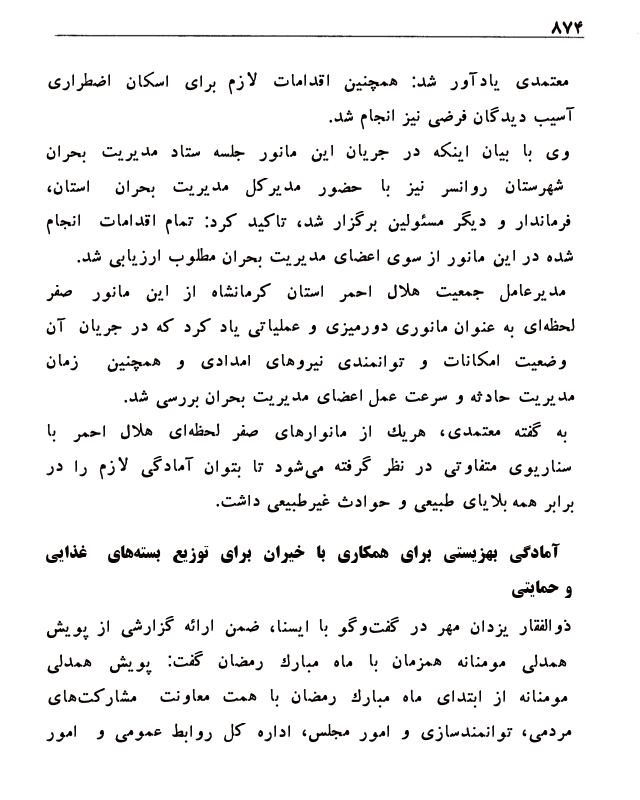 ۸۷۴
معتمدی یادآور شد: همچنین اقدامات لازم برای اسکان اضطراری
آسیب دیدگان فرضی نیز انجام شد.
وی با بیان اینکه در جریان این مانور جلسه ستاد مدیریت بحران
شهرستان روانسر نیز با حضور مدیرکل مدیریت بحران استان،
فرماندار و دیگر مسئولین برگزار شد، تاکید کرد: تمام اقدامات انجام
شده در این مانور از سوی اعضای مدیریت بحران مطلوب ارزیابی شد.
مدیرعامل جمعیت هلال احمر استان کرمانشاه از این مانور صفر
لحظه‌ای به عنوان مانوری دورمیزی و عملیاتی یاد کرد که در جریان آن
وضعیت امکانات و توانمندی نیروهای امدادی و همچنین زمان
مدیریت حادثه و سرعت عمل اعضای مدیریت بحران بررسی شد.
به گفته معتمدی، هریك از مانوارهای صفر لحظه‌ای هلال احمر با
سناریوی متفاوتی در نظر گرفته می‌شود تا بتوان آمادگی لازم را در
برابر همه بلایای طبیعی و حوادث غیرطبیعی داشت.
آمادگی بهزیستی برای همکاری با خیران برای توزیع بسته‌های غذایی
و حمایتی
ذوالفقار یزدان مهر در گفت‌وگو با ایسنا، ضمن ارائه گزارشی از پویش
همدلی مومنانه همزمان با ماه مبارك رمضان گفت: پویش همدلی
مومنانه از ابتدای ماه مبارك رمضان با همت معاونت مشارکت‌های
مردمی، توانمندسازی و امور مجلس، اداره کل روابط عمومی و امور